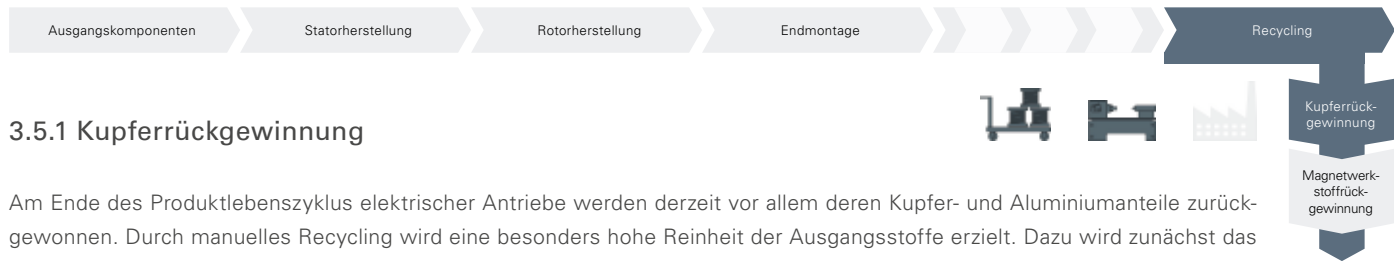 Ausgangskomponenten
Statorherstellung
Rotorherstellung
Endmontage
Recycling
3.5.1 Kupferrückgewinnung
Kupferrück-
gewinnung
Magnetwerk-
stoffrück-
gewinnung
Am Ende des Produktlebenszyklus elektrischer Antriebe werden derzeit vor allem deren Kupfer- und Aluminiumanteile zurück-
gewonnen. Durch manuelles Recycling wird eine besonders hohe Reinheit der Ausgangsstoffe erzielt. Dazu wird zunächst das